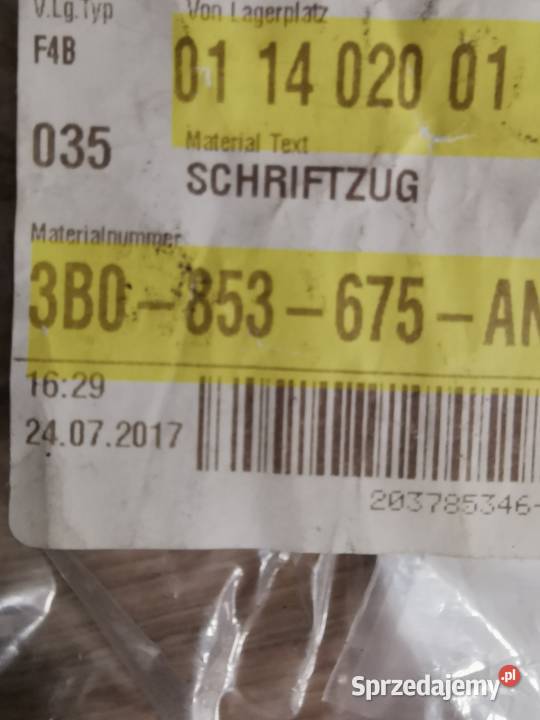 V.Lg.Typ
Von Lagerplatz
F4B
01 14 020 01
035
Material Text
SCHRIFTZUG
Materialnummer
3B0-853-675-AN
16:29
24.07.2017
203785346-
Sprzedajemy.pl